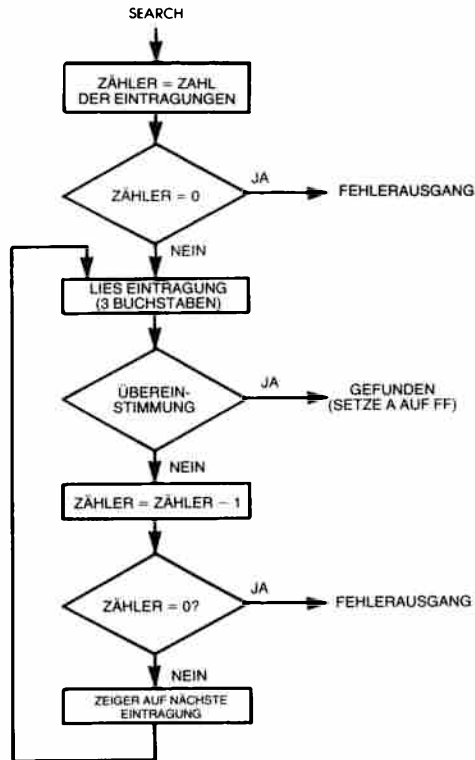 SEARCH
ZÄHLER = ZAHL
DER EINTRAGUNGEN
ZÄHLER = 0
JA
FEHLERAUSGANG
NEIN
LIES EINTRAGUNG
(3 BUCHSTABEN)
ÜBEREIN-
STIMMUNG
JA
GEFUNDEN
(SETZE A AUF FF)
NEIN
ZÄHLER = ZÄHLER – 1
ZÄHLER = 0?
JA
FEHLERAUSGANG
NEIN
ZEIGER AUF NÄCHSTE
EINTRAGUNG